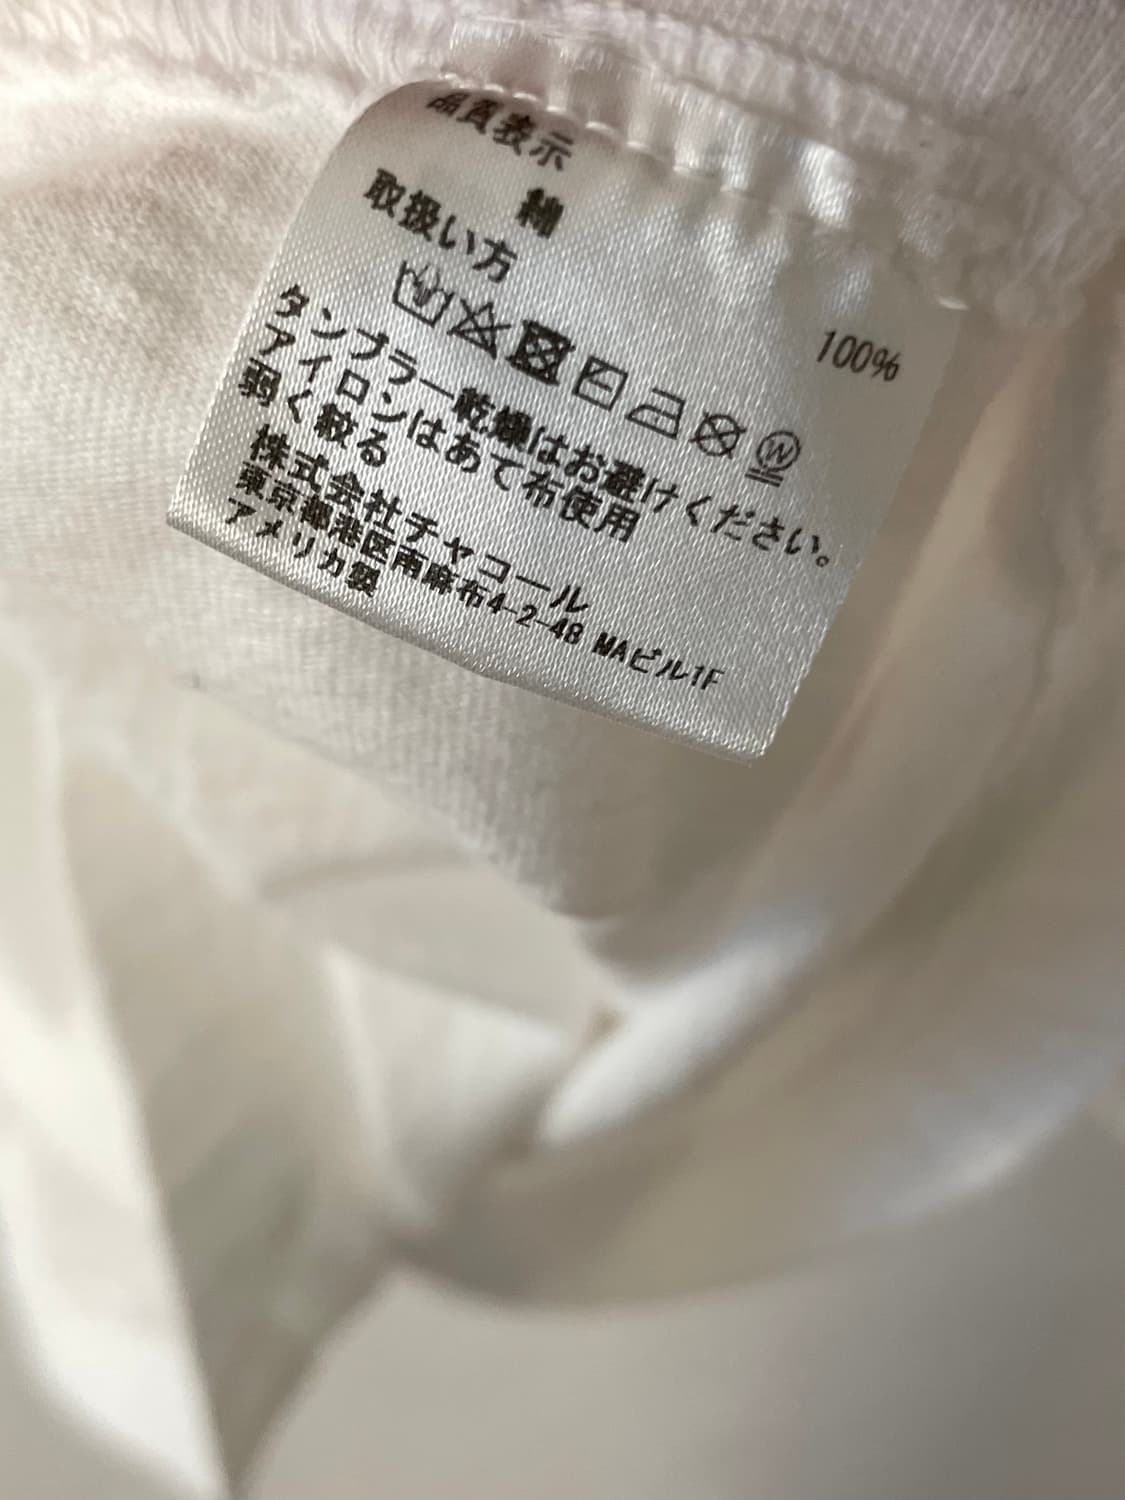 品質表示
綿 100%
取扱い方
W
タンブラー乾燥はお避けください。
アイロンはあて布使用
弱く絞る
株式会社チャコール
東京都港区南麻布4-2-48 MAビル1F
アメリカ製